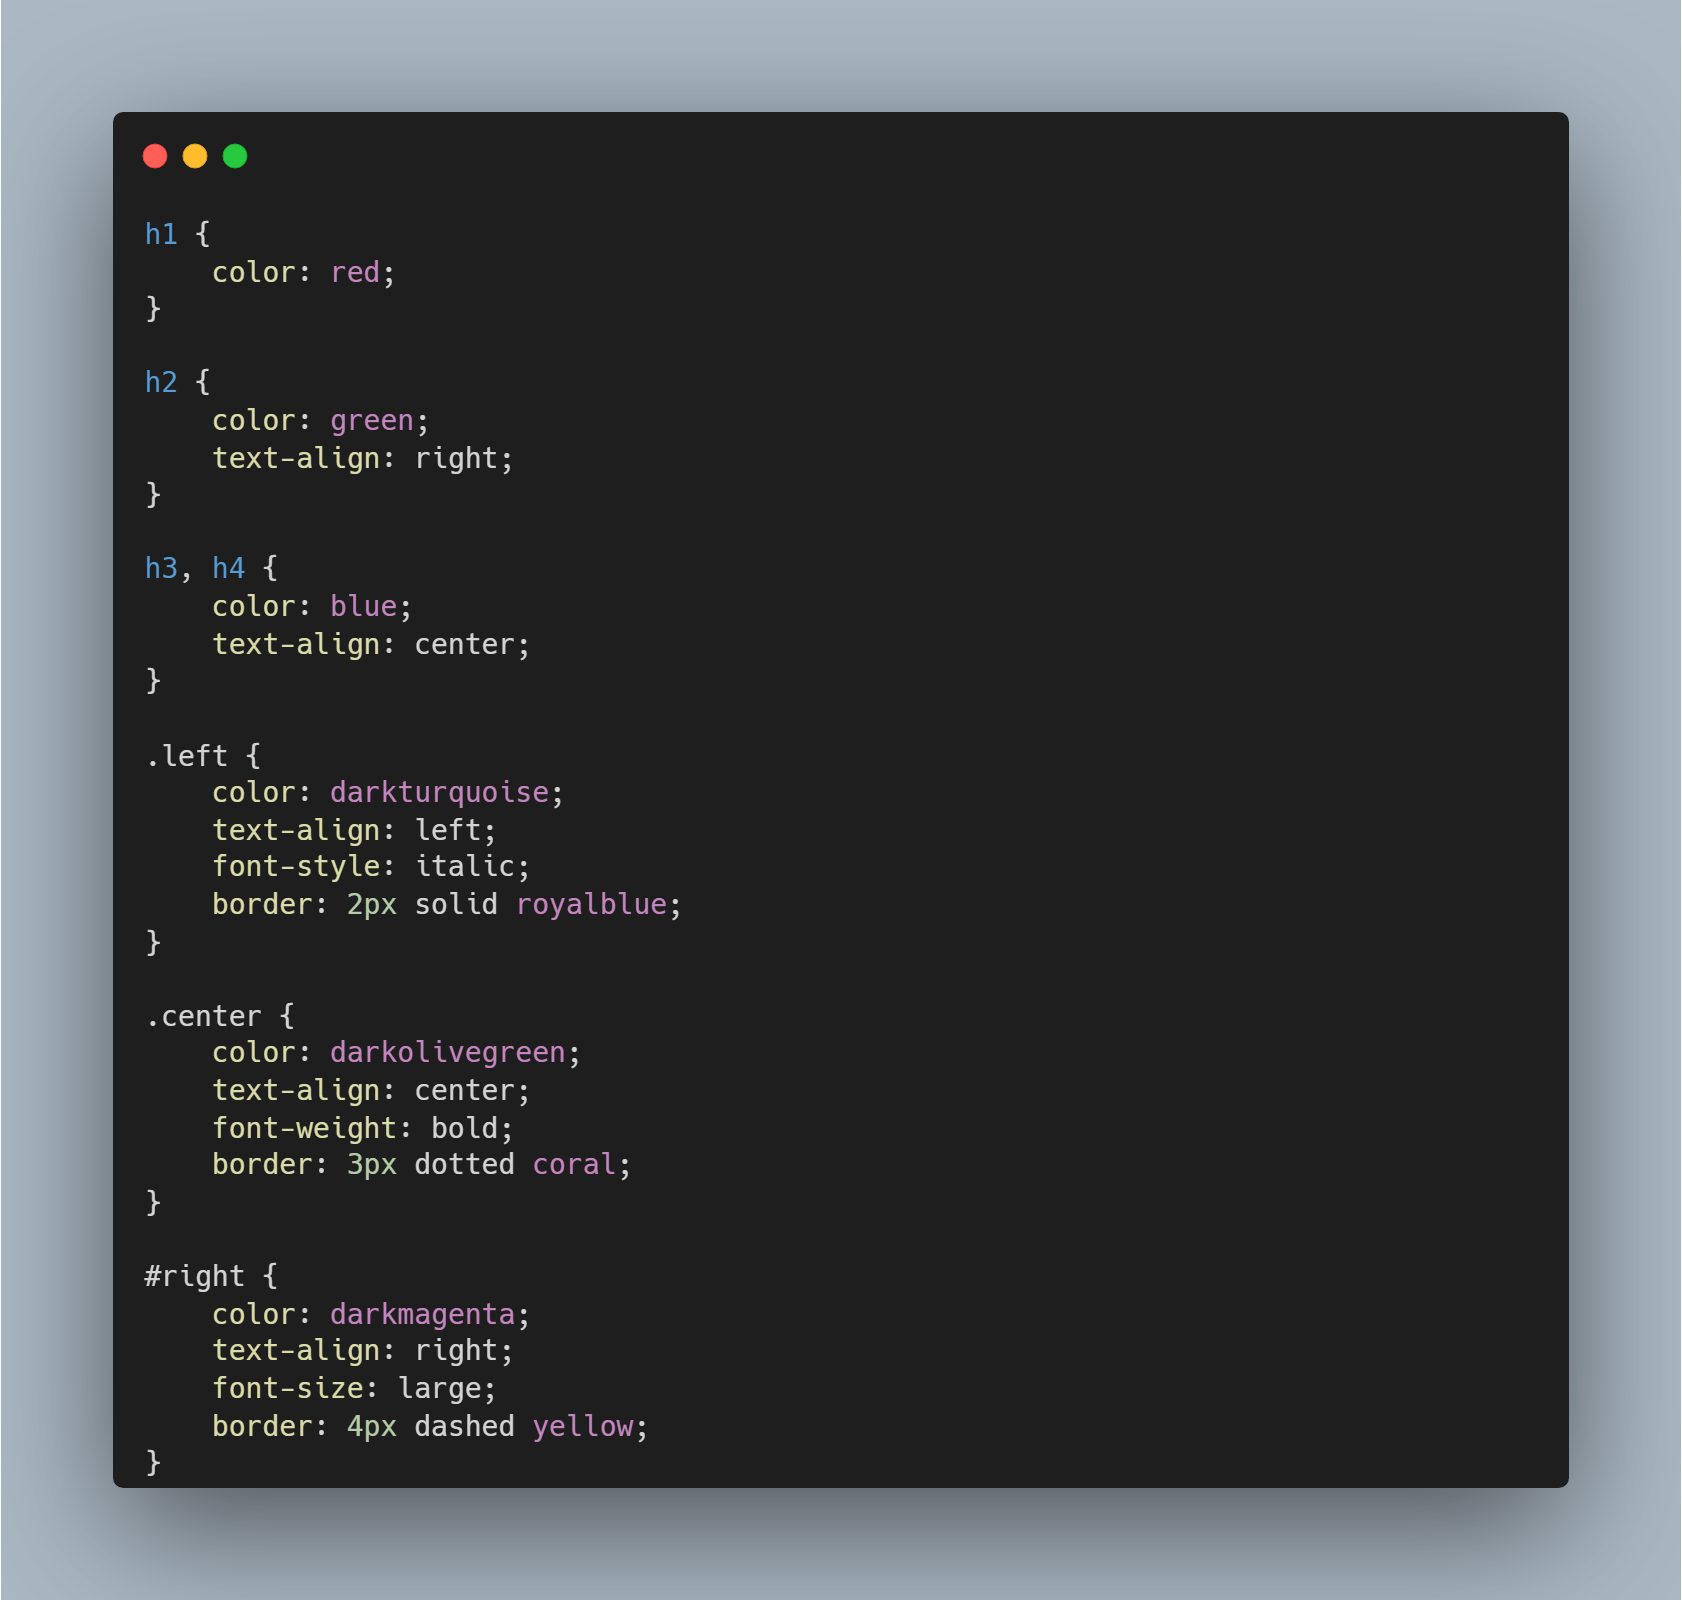 h1 {
    color: red;
}

h2 {
    color: green;
    text-align: right;
}

h3, h4 {
    color: blue;
    text-align: center;
}

.left {
    color: darkturquoise;
    text-align: left;
    font-style: italic;
    border: 2px solid royalblue;
}

.center {
    color: darkolivegreen;
    text-align: center;
    font-weight: bold;
    border: 3px dotted coral;
}

#right {
    color: darkmagenta;
    text-align: right;
    font-size: large;
    border: 4px dashed yellow;
}